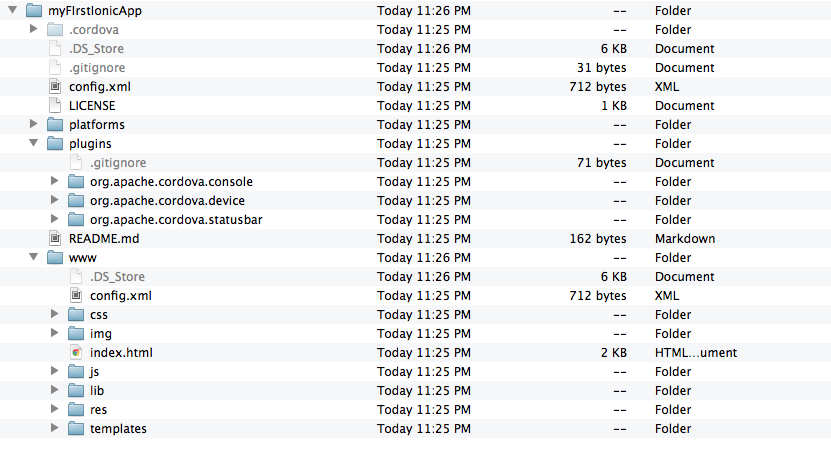 myFIrstIonicApp Today 11:26 PM -- Folder
.cordova Today 11:25 PM -- Folder
.DS_Store Today 11:26 PM 6 KB Document
.gitignore Today 11:25 PM 31 bytes Document
config.xml Today 11:25 PM 712 bytes XML
LICENSE Today 11:25 PM 1 KB Document
platforms Today 11:25 PM -- Folder
plugins Today 11:25 PM -- Folder
.gitignore Today 11:25 PM 71 bytes Document
org.apache.cordova.console Today 11:25 PM -- Folder
org.apache.cordova.device Today 11:25 PM -- Folder
org.apache.cordova.statusbar Today 11:25 PM -- Folder
README.md Today 11:25 PM 162 bytes Markdown
www Today 11:26 PM -- Folder
.DS_Store Today 11:26 PM 6 KB Document
config.xml Today 11:25 PM 712 bytes XML
css Today 11:25 PM -- Folder
img Today 11:25 PM -- Folder
index.html Today 11:25 PM 2 KB HTML...ument
js Today 11:25 PM -- Folder
lib Today 11:25 PM -- Folder
res Today 11:25 PM -- Folder
templates Today 11:25 PM -- Folder